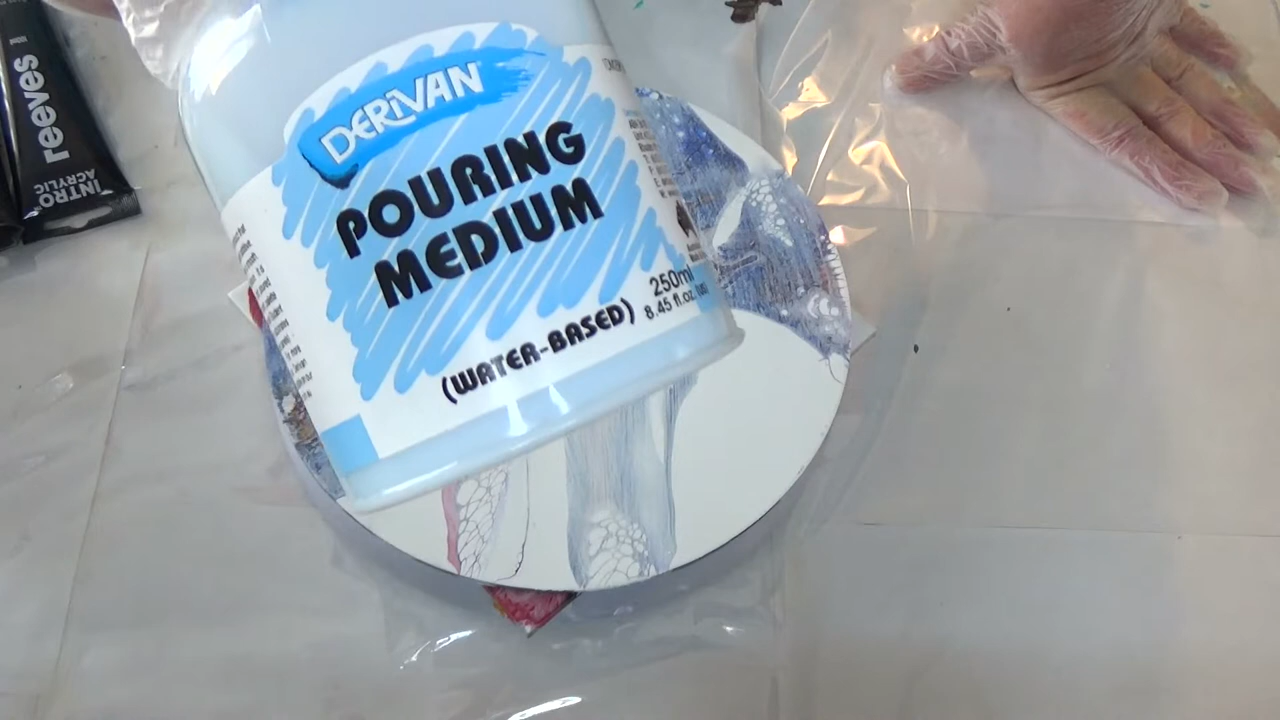 reeves
INTRO
ACRYLIC
DERIVAN
POURING
MEDIUM
(WATER-BASED)
250ml
8.45 fl.oz.